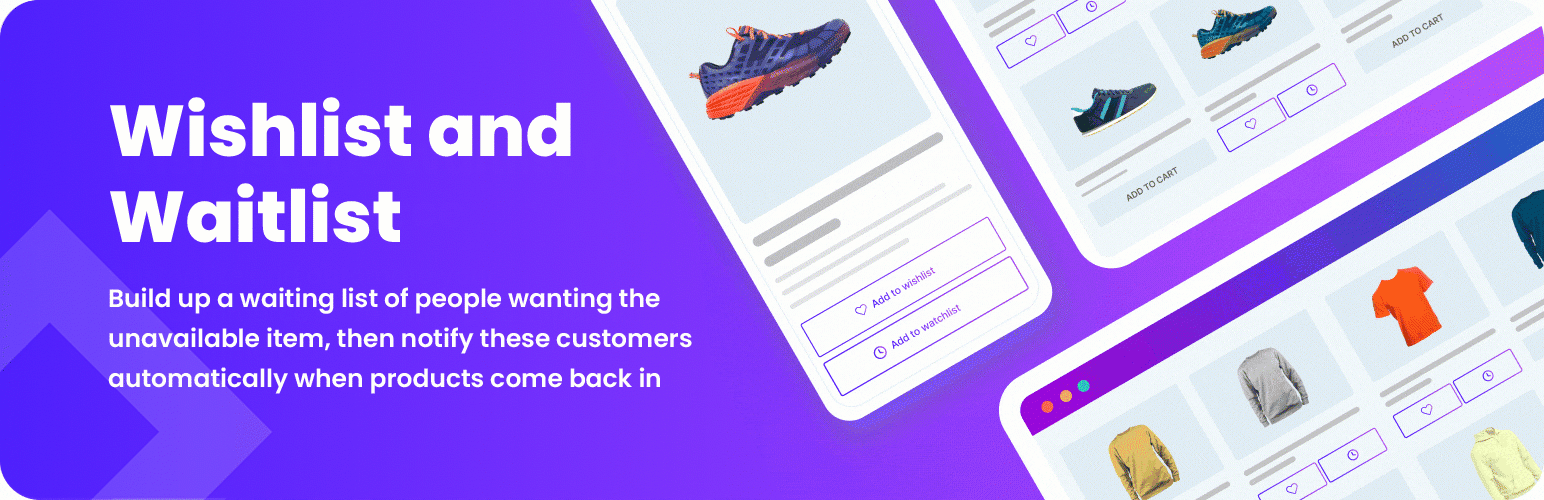 Wishlist and
Waitlist
Build up a waiting list of people wanting the
unavailable item, then notify these customers
automatically when products come back in
Add to wishlist
Add to watchlist
ADD TO CART
ADD TO CART